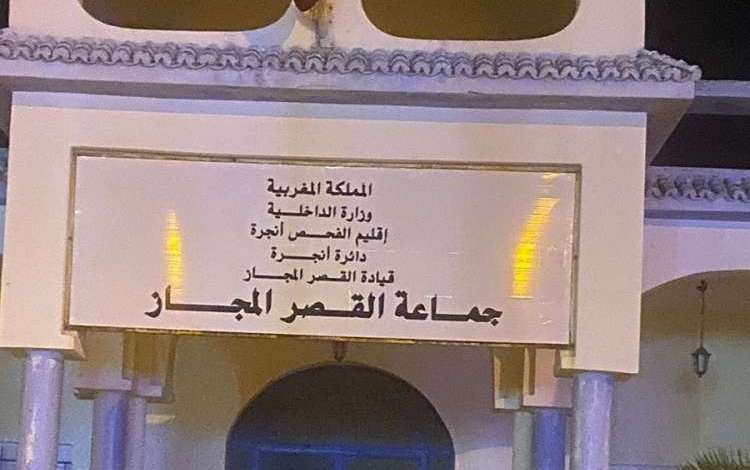 المملكة المغربية
وزارة الداخلية
إقليم الفحص أنجرة
دائرة أنجرة
قيادة القصر المجاز
جماعة القصر المجاز